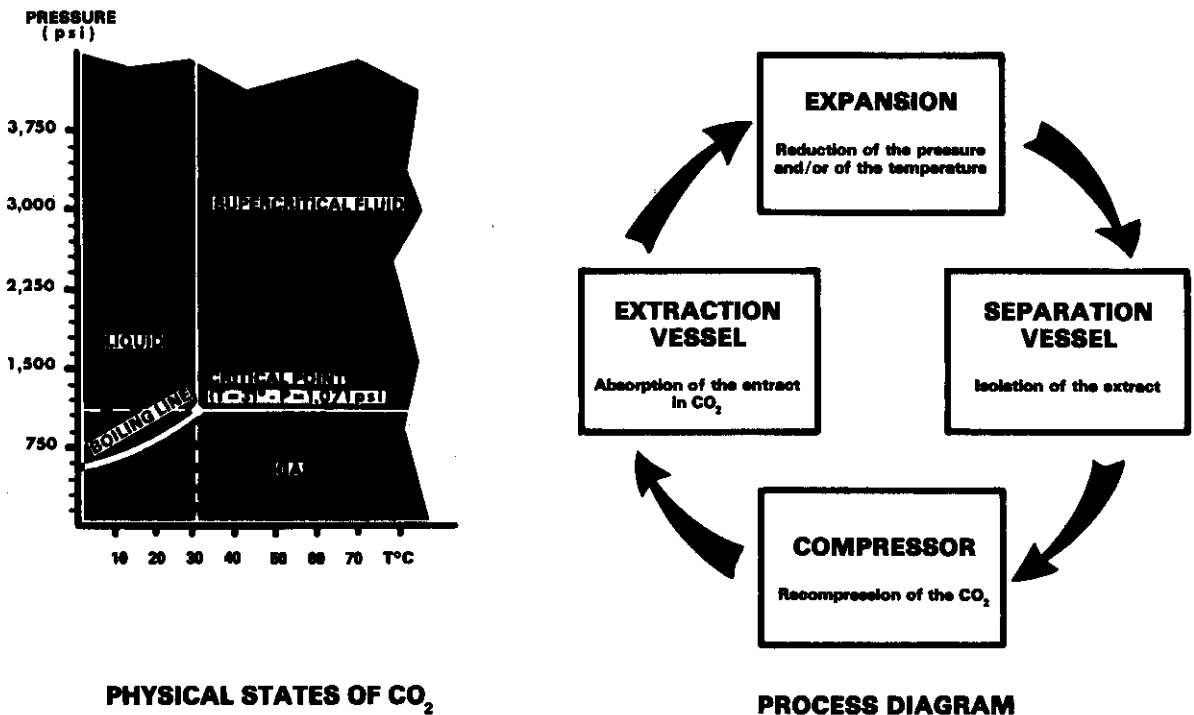 PRESSURE
(psi)
3,750
3,000
2,250
1,500
750
SUPERCRITICAL FLUID
LIQUID
CRITICAL POINT
BOILING LINE
10 20 30 40 50 60 70 T°C
PHYSICAL STATES OF CO₂
EXPANSION
Reduction of the pressure
and/or of the temperature
EXTRACTION
VESSEL
Absorption of the entract
in CO₂
SEPARATION
VESSEL
Isolation of the extract
COMPRESSOR
Recompression of the CO₂
PROCESS DIAGRAM